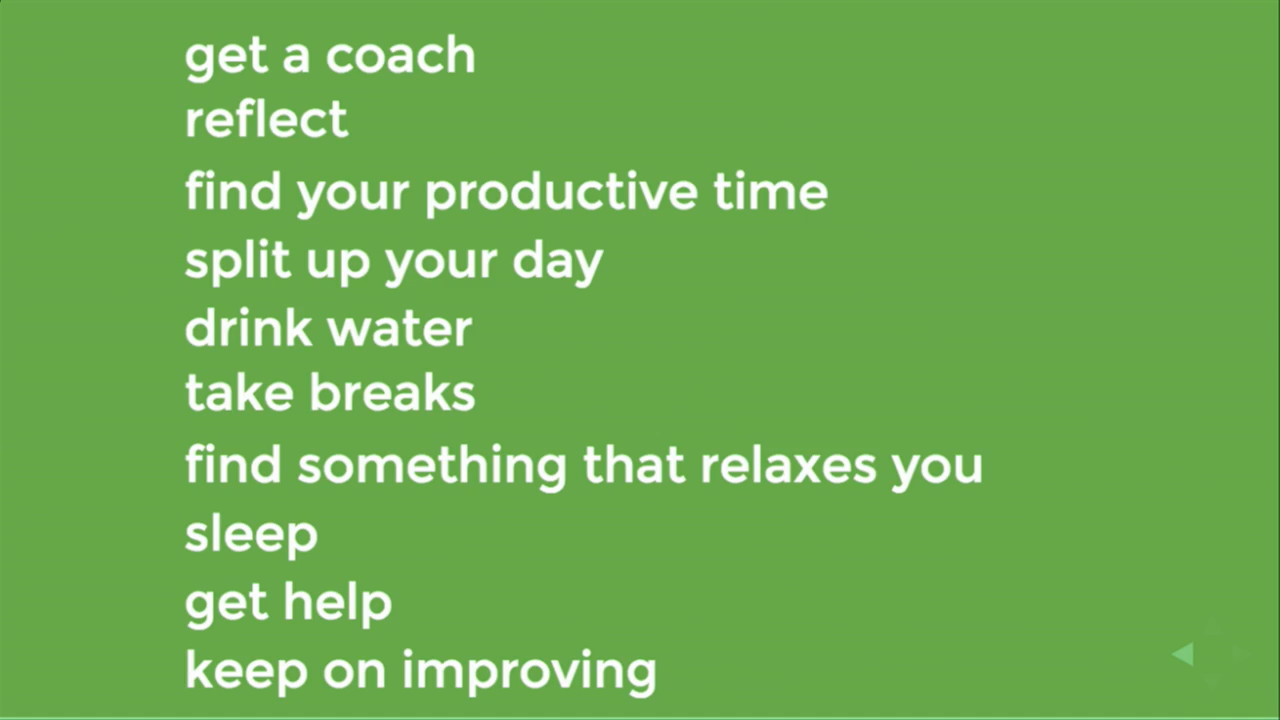 get a coach
reflect
find your productive time
split up your day
drink water
take breaks
find something that relaxes you
sleep
get help
keep on improving